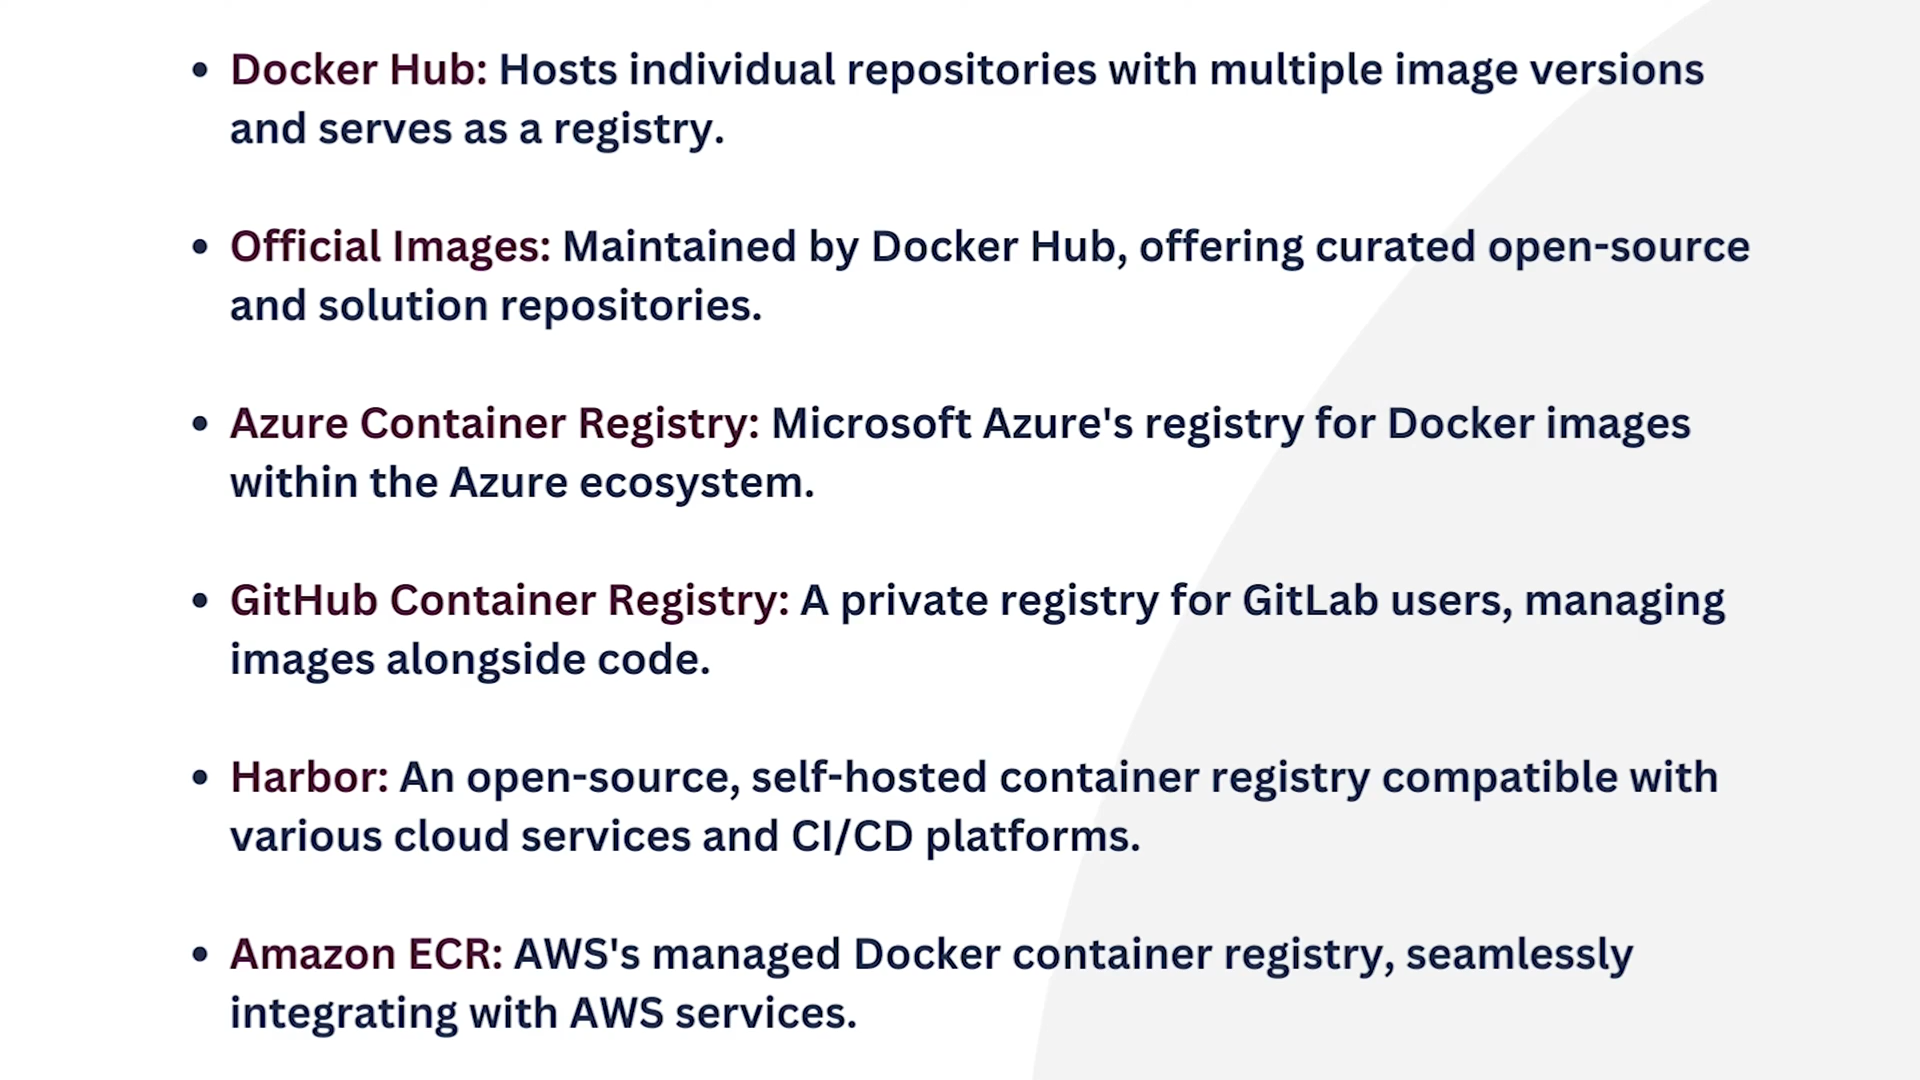 • Docker Hub: Hosts individual repositories with multiple image versions
and serves as a registry.
• Official Images: Maintained by Docker Hub, offering curated open-source
and solution repositories.
• Azure Container Registry: Microsoft Azure's registry for Docker images
within the Azure ecosystem.
• GitHub Container Registry: A private registry for GitLab users, managing
images alongside code.
• Harbor: An open-source, self-hosted container registry compatible with
various cloud services and CI/CD platforms.
• Amazon ECR: AWS's managed Docker container registry, seamlessly
integrating with AWS services.